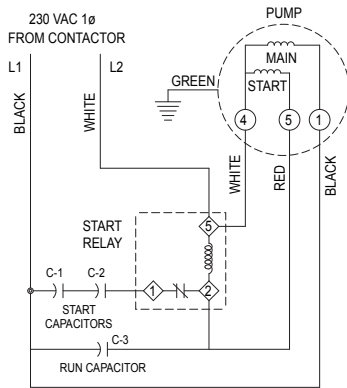 230 VAC 1ø
FROM CONTACTOR
PUMP
L1
L2
MAIN
START
GREEN
BLACK
WHITE
4
5
1
WHITE
RED
BLACK
START
RELAY
5
C-1
C-2
1
2
START
CAPACITORS
C-3
RUN CAPACITOR